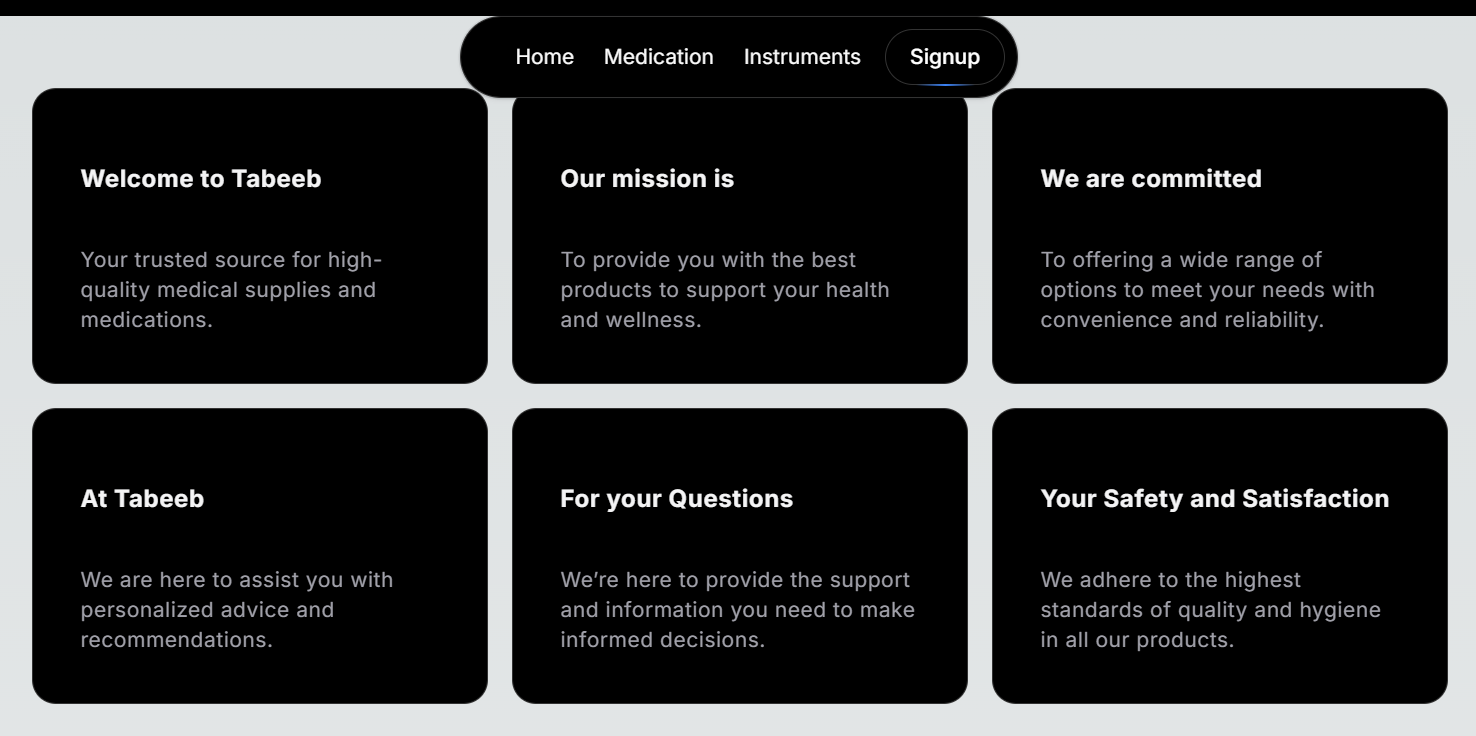 Home Medication Instruments Signup
Welcome to Tabeeb
Your trusted source for high-
quality medical supplies and
medications.
Our mission is
To provide you with the best
products to support your health
and wellness.
We are committed
To offering a wide range of
options to meet your needs with
convenience and reliability.
At Tabeeb
We are here to assist you with
personalized advice and
recommendations.
For your Questions
We’re here to provide the support
and information you need to make
informed decisions.
Your Safety and Satisfaction
We adhere to the highest
standards of quality and hygiene
in all our products.